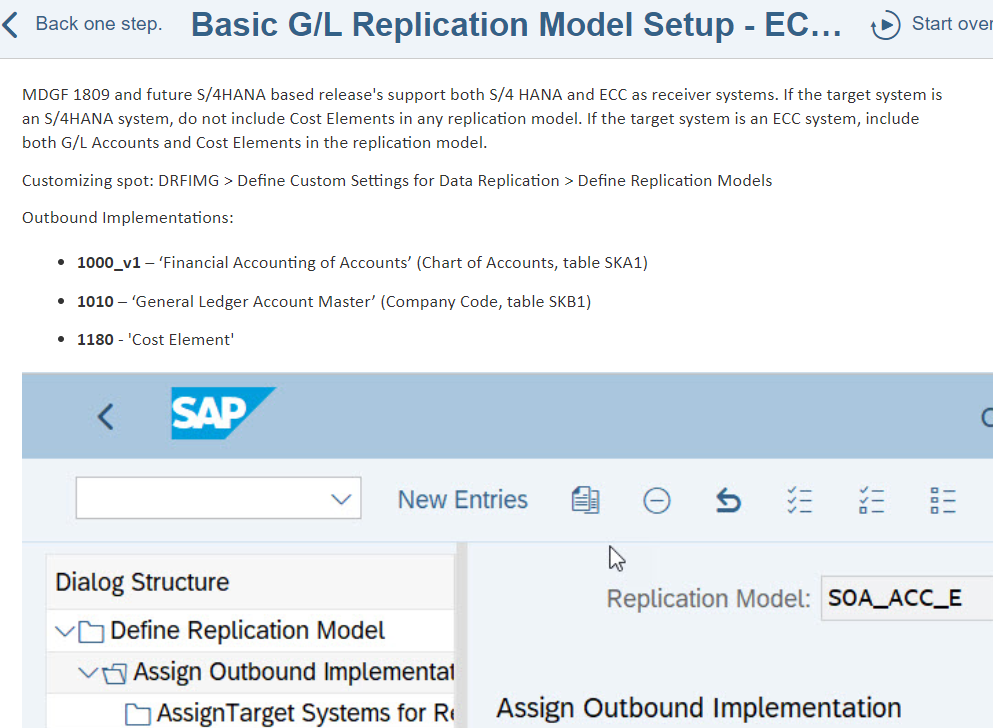 Back one step.
Basic G/L Replication Model Setup - EC...
Start over
MDGF 1809 and future S/4HANA based release's support both S/4 HANA and ECC as receiver systems. If the target system is
an S/4HANA system, do not include Cost Elements in any replication model. If the target system is an ECC system, include
both G/L Accounts and Cost Elements in the replication model.
Customizing spot: DRFIMG > Define Custom Settings for Data Replication > Define Replication Models
Outbound Implementations:
• 1000_v1 – ‘Financial Accounting of Accounts’ (Chart of Accounts, table SKA1)
• 1010 – ‘General Ledger Account Master’ (Company Code, table SKB1)
• 1180 - 'Cost Element'
SAP
New Entries
Dialog Structure
Replication Model: SOA_ACC_E
Define Replication Model
Assign Outbound Implementat
AssignTarget Systems for Re
Assign Outbound Implementation